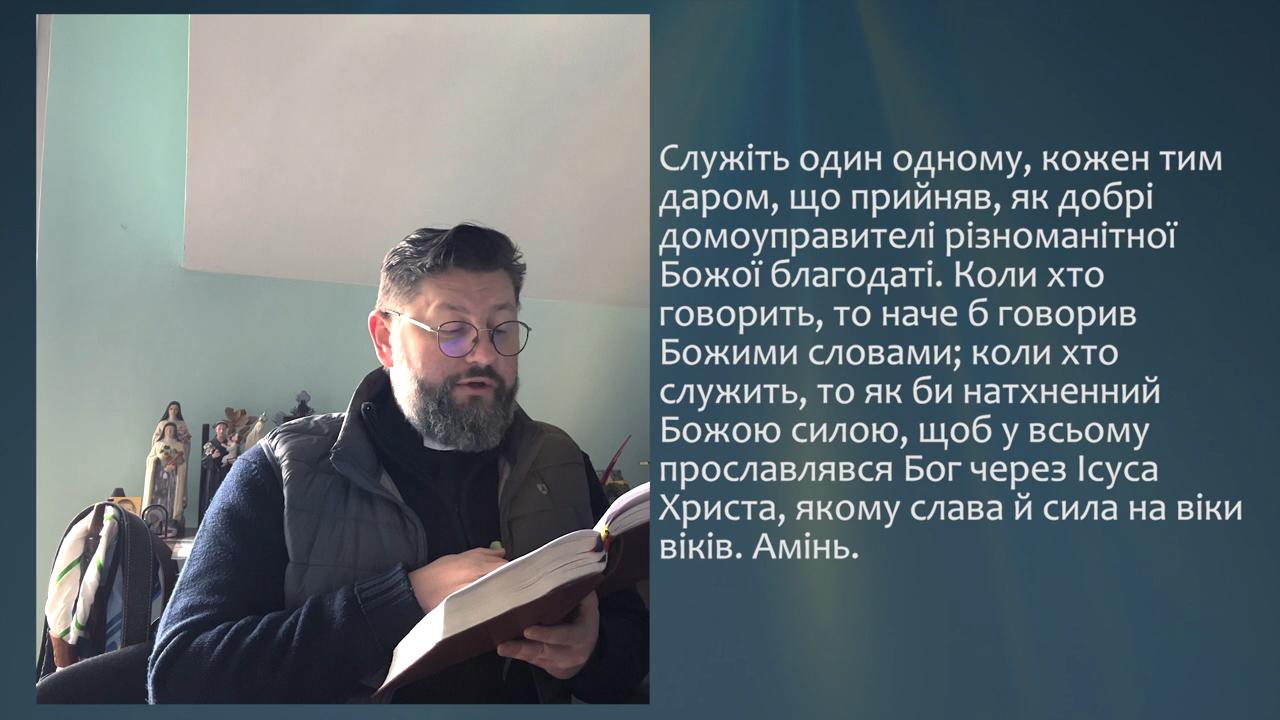 Служіть один одному, кожен тим
даром, що прийняв, як добрі
домоуправителі різноманітної
Божої благодаті. Коли хто
говорить, то наче б говорив
Божими словами; коли хто
служить, то як би натхненний
Божою силою, щоб у всьому
прославлявся Бог через Ісуса
Христа, якому слава й сила на віки
віків. Амінь.